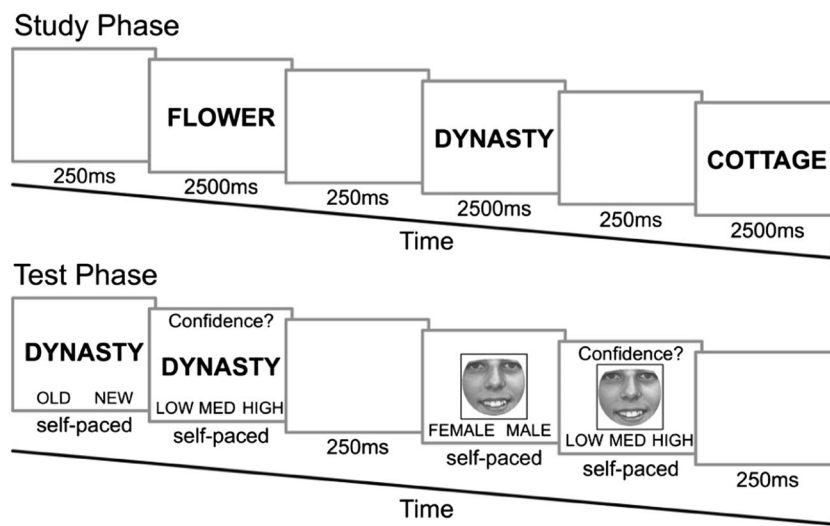 Study Phase
250ms
FLOWER
2500ms
250ms
DYNASTY
2500ms
250ms
COTTAGE
2500ms
Time
Test Phase
DYNASTY
OLD NEW
self-paced
Confidence?
DYNASTY
LOW MED HIGH
self-paced
250ms
FEMALE MALE
self-paced
Confidence?
LOW MED HIGH
self-paced
250ms
Time